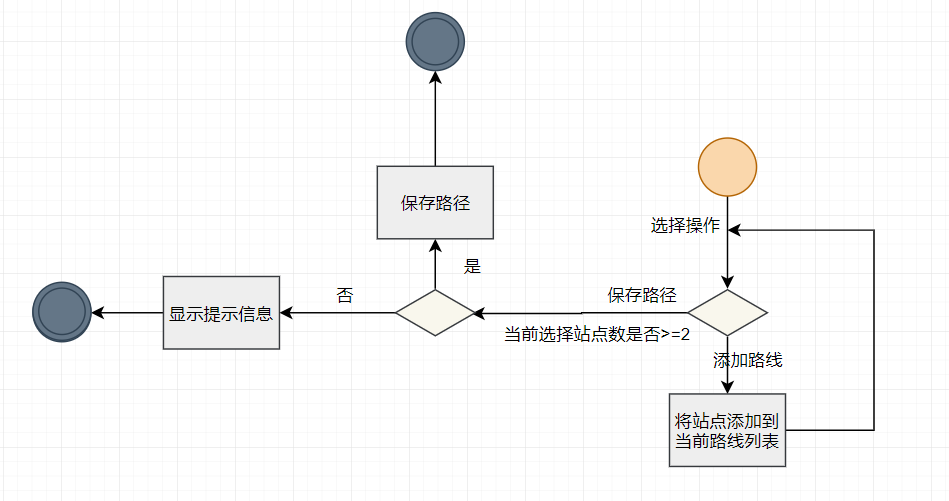 保存路径
选择操作
是
否
保存路径
显示提示信息
当前选择站点数是否>=2
添加路线
将站点添加到
当前路线列表